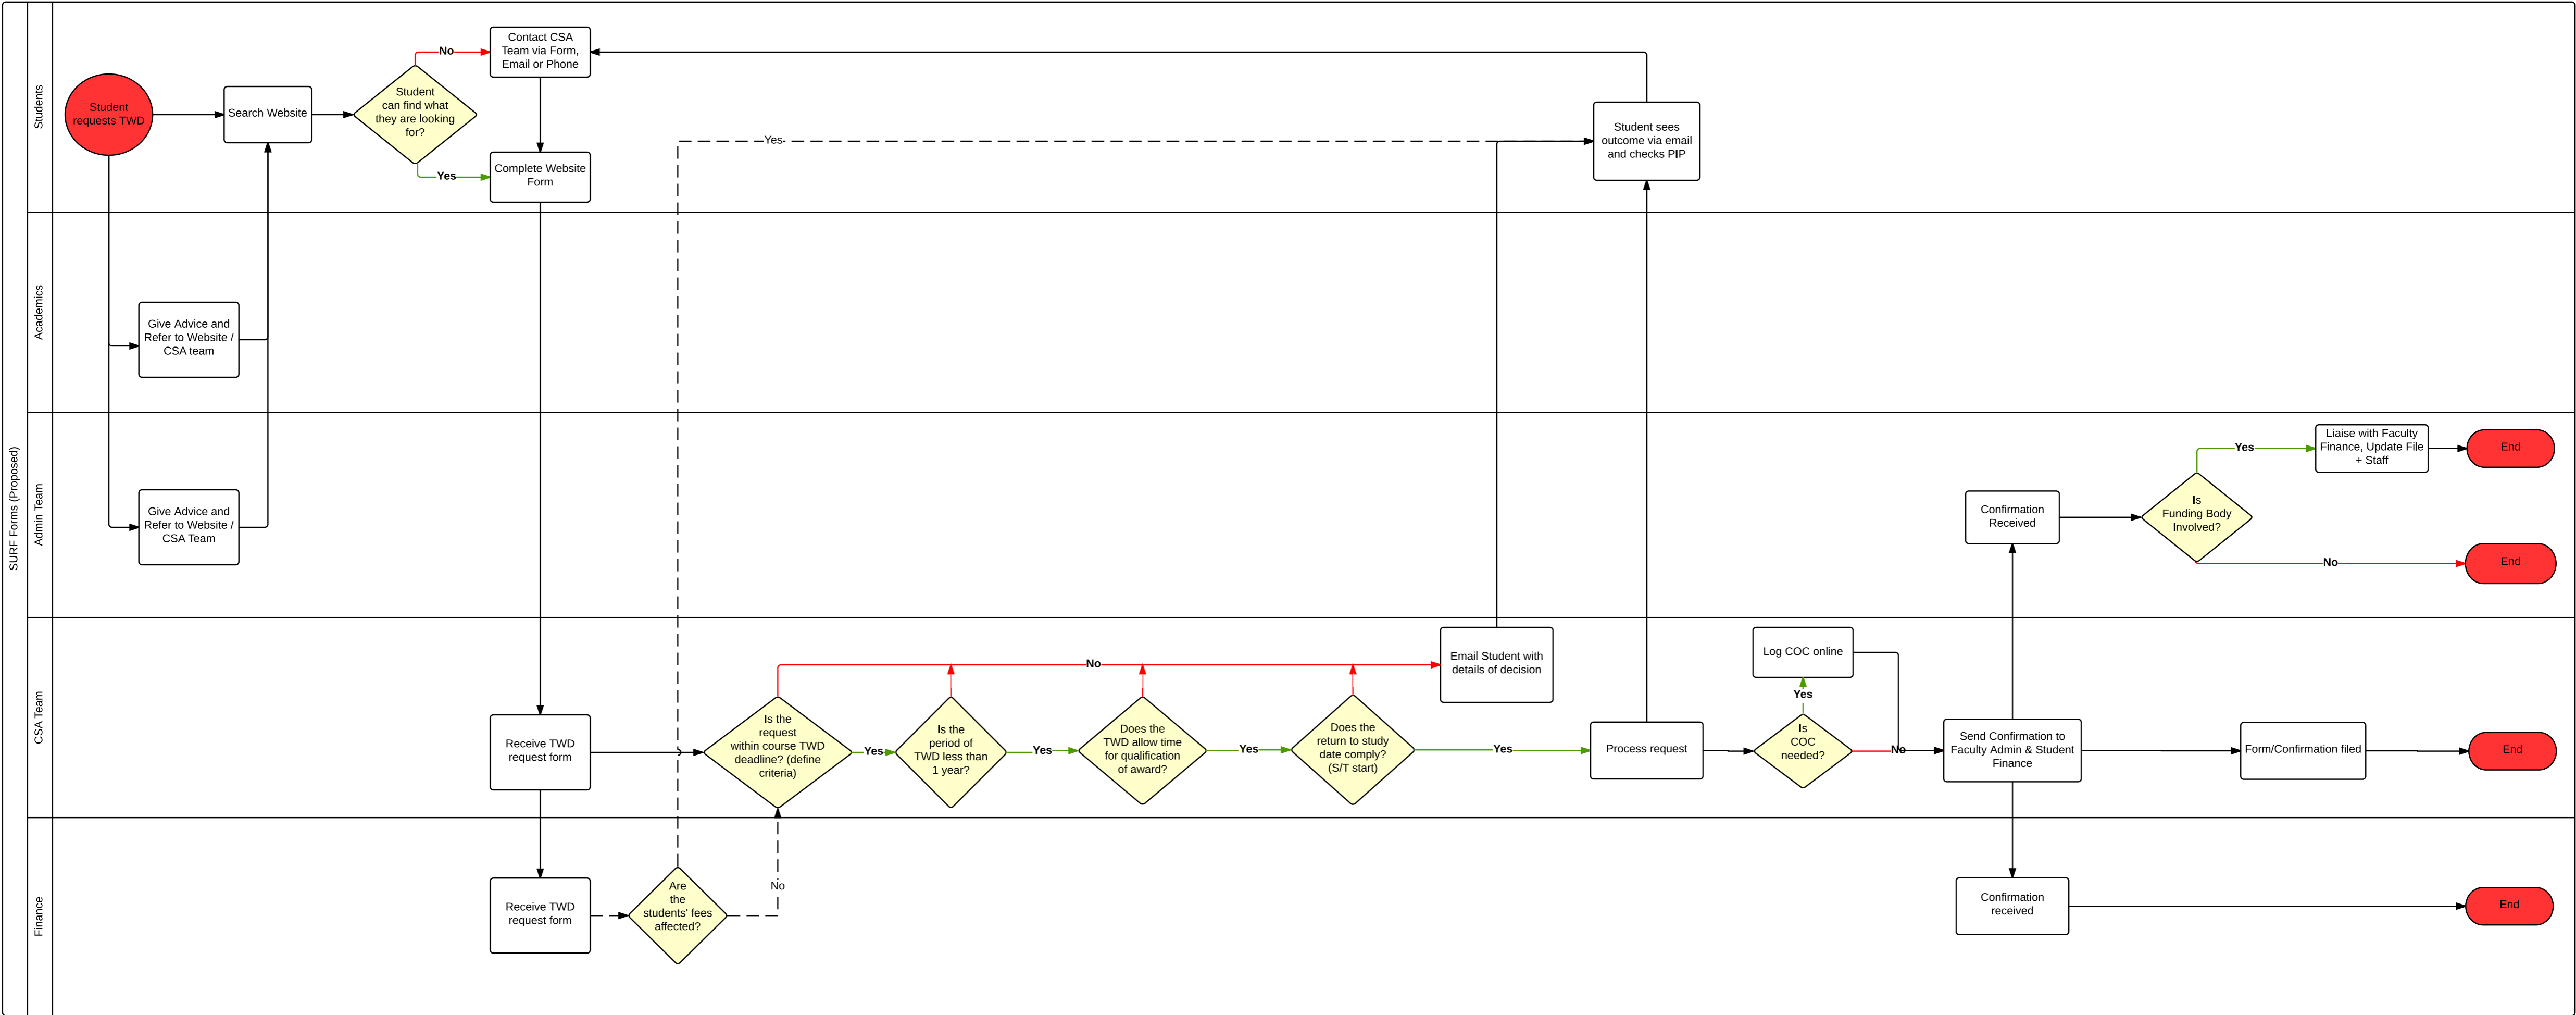 SURF Forms (Proposed)
Students
Student
requests TWD
Search Website
Student
can find what
they are looking
for?
No
Yes
Contact CSA
Team via Form,
Email or Phone
Complete Website
Form
Yes
Student sees
outcome via email
and checks PIP
Academics
Give Advice and
Refer to Website /
CSA team
Admin Team
Give Advice and
Refer to Website /
CSA Team
Confirmation
Received
Is
Funding Body
Involved?
Yes
Liaise with Faculty
Finance, Update File
+ Staff
End
No
End
CSA Team
Receive TWD
request form
Is the
request
within course TWD
deadline? (define
criteria)
Yes
Is the
period of
TWD less than
1 year?
Yes
Does the
TWD allow time
for qualification
of award?
Yes
Does the
return to study
date comply?
(S/T start)
Yes
No
Email Student with
details of decision
Process request
Is
COC
needed?
Yes
Log COC online
No
Send Confirmation to
Faculty Admin & Student
Finance
Form/Confirmation filed
End
Finance
Receive TWD
request form
Are
the
students' fees
affected?
No
Confirmation
received
End